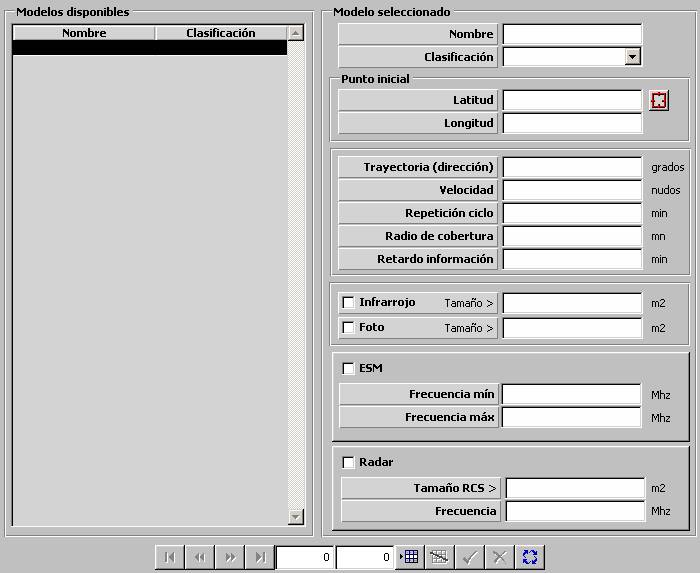 Modelos disponibles
Nombre Clasificación
Modelo seleccionado
Nombre
Clasificación
Punto inicial
Latitud
Longitud
Trayectoria (dirección) grados
Velocidad nudos
Repetición ciclo min
Radio de cobertura mn
Retardo información min
Infrarrojo Tamaño > m2
Foto Tamaño > m2
ESM
Frecuencia mín Mhz
Frecuencia máx Mhz
Radar
Tamaño RCS > m2
Frecuencia Mhz
0 0